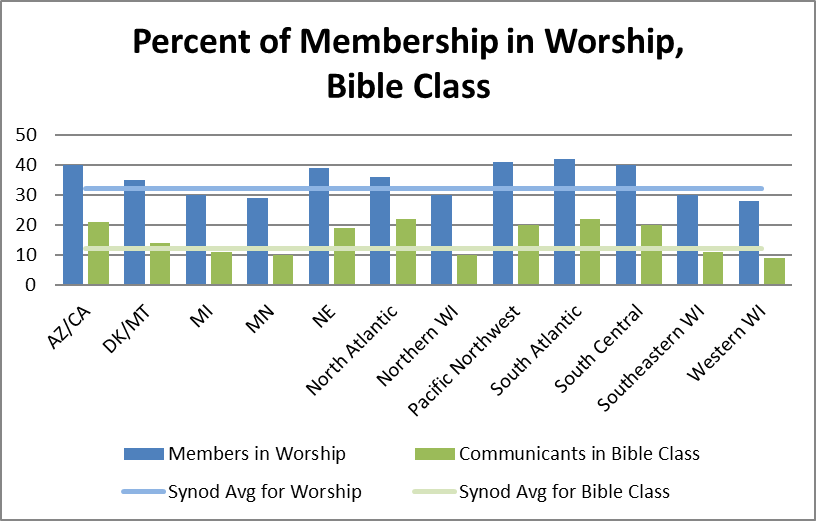 Percent of Membership in Worship,
Bible Class
50
40
30
20
10
0
AZ/CA
DK/MT
MI
MN
NE
North Atlantic
Northern WI
Pacific Northwest
South Atlantic
South Central
Southeastern WI
Western WI
Members in Worship
Communicants in Bible Class
Synod Avg for Worship
Synod Avg for Bible Class